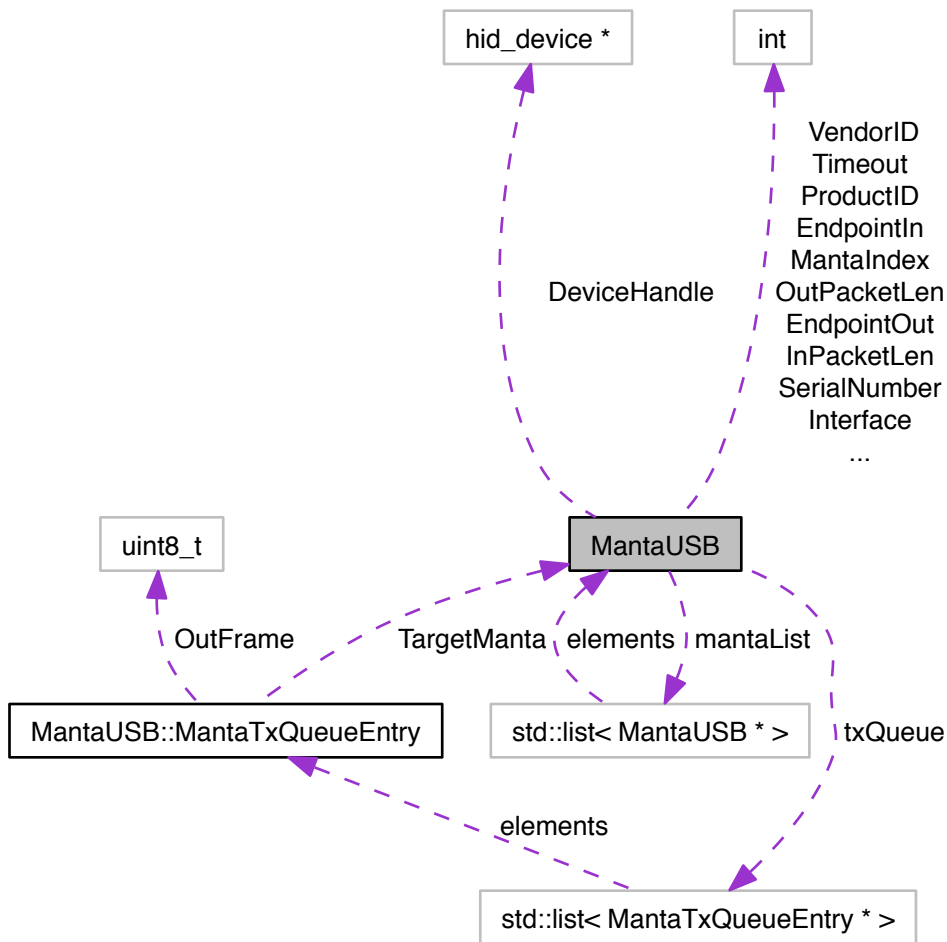 hid_device *
int
VendorID
Timeout
ProductID
EndpointIn
MantaIndex
OutPacketLen
EndpointOut
InPacketLen
SerialNumber
Interface
...
DeviceHandle
MantaUSB
uint8_t
OutFrame
TargetManta
elements
mantaList
MantaUSB::MantaTxQueueEntry
std::list< MantaUSB * >
txQueue
elements
std::list< MantaTxQueueEntry * >